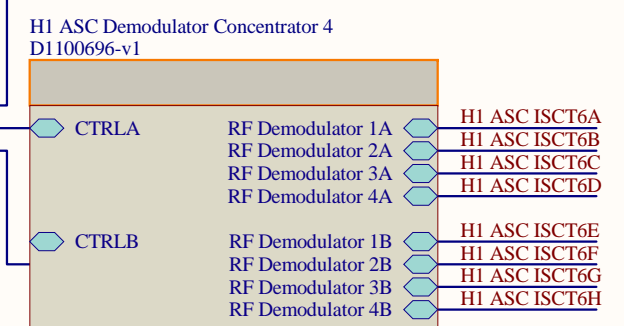 H1 ASC Demodulator Concentrator 4
D1100696-v1
CTRLA
RF Demodulator 1A H1 ASC ISCT6A
RF Demodulator 2A H1 ASC ISCT6B
RF Demodulator 3A H1 ASC ISCT6C
RF Demodulator 4A H1 ASC ISCT6D
CTRLB
RF Demodulator 1B H1 ASC ISCT6E
RF Demodulator 2B H1 ASC ISCT6F
RF Demodulator 3B H1 ASC ISCT6G
RF Demodulator 4B H1 ASC ISCT6H